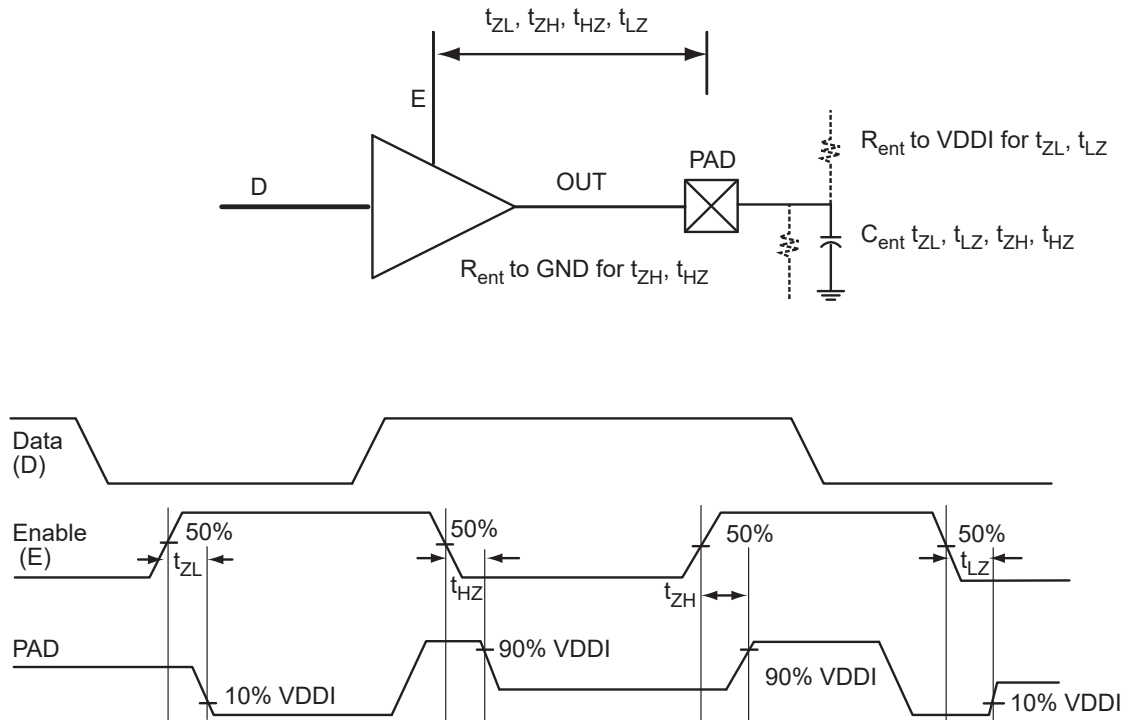 tZL, tZH, tHZ, tLZ
E
D
OUT
PAD
Rent to VDDI for tZL, tLZ
Cent tZL, tLZ, tZH, tHZ
Rent to GND for tZH, tHZ
Data
(D)
Enable
(E)
50%
50%
50%
50%
tZL
tHZ
tZH
tLZ
PAD
10% VDDI
90% VDDI
90% VDDI
10% VDDI